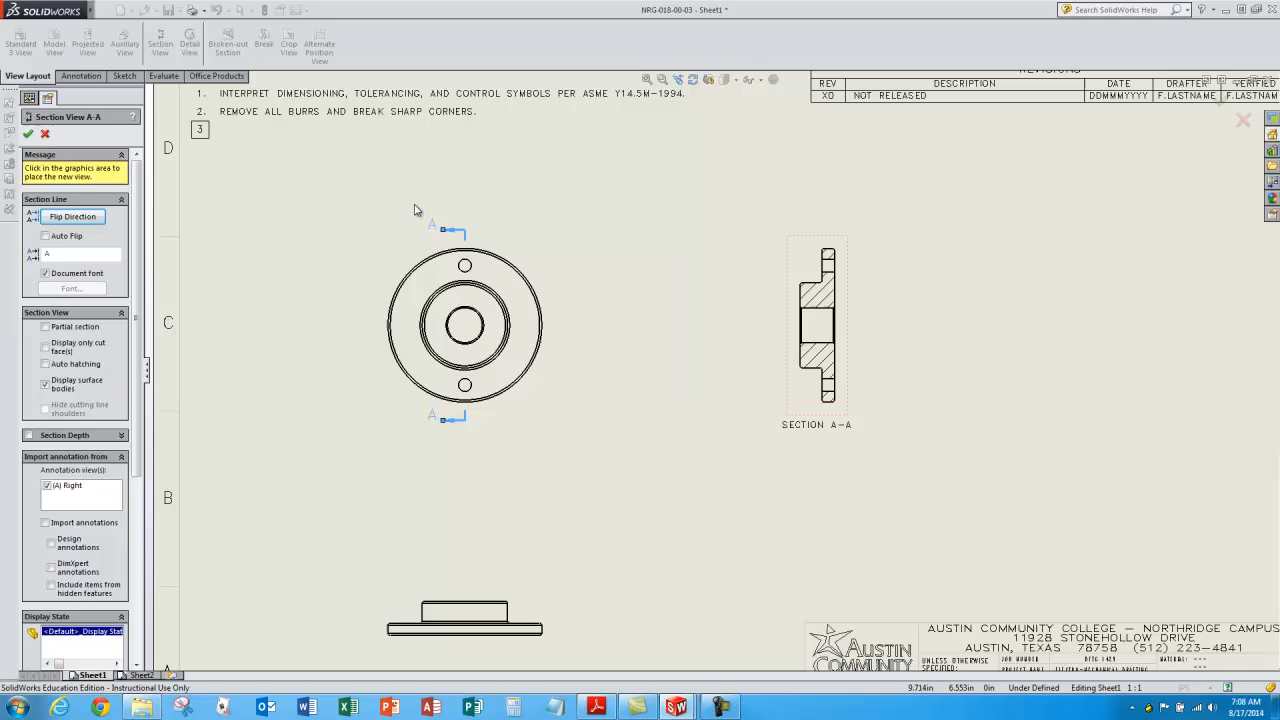 SOLIDWORKS
NRG-018-00-03 - Sheet1 *
Search SolidWorks Help
Standard 3 View
Model View
Projected View
Auxiliary View
Section View
Detail View
Broken-out Section
Break
Crop View
Alternate Position View
View Layout
Annotation
Sketch
Evaluate
Office Products
REVISIONS
REV
DESCRIPTION
DATE
DRAFTER
VERIFIED
X0
NOT RELEASED
DDMMMYYYY
F.LASTNAME
F.LASTNAM
1. INTERPRET DIMENSIONING, TOLERANCING, AND CONTROL SYMBOLS PER ASME Y14.5M-1994.
2. REMOVE ALL BURRS AND BREAK SHARP CORNERS.
3
Section View A-A
?
Message
Click in the graphics area to
place the new view.
Section Line
Flip Direction
Auto Flip
A
Document font
Font...
Section View
Partial section
Display only cut
face(s)
Auto hatching
Display surface
bodies
Hide cutting line
shoulders
Section Depth
Import annotation from
Annotation view(s):
(A) Right
Import annotations
Design
annotations
DimXpert
annotations
Include items from
hidden features
Display State
<Default>_Display Stat
D
C
B
A
A
A
SECTION A-A
AUSTIN
COMMUNITY
AUSTIN COMMUNITY COLLEGE - NORTHRIDGE CAMPUS
11928 STONEHOLLOW DRIVE
AUSTIN, TEXAS 78758 (512) 223-4841
UNLESS OTHERWISE
SPECIFIED:
JOB NUMBER
MATERIAL: ---
Sheet1
Sheet2
SolidWorks Education Edition - Instructional Use Only
9.714in
6.553in
0in
Under Defined
Editing Sheet1
1 : 1
IPS
7:08 AM
8/17/2014